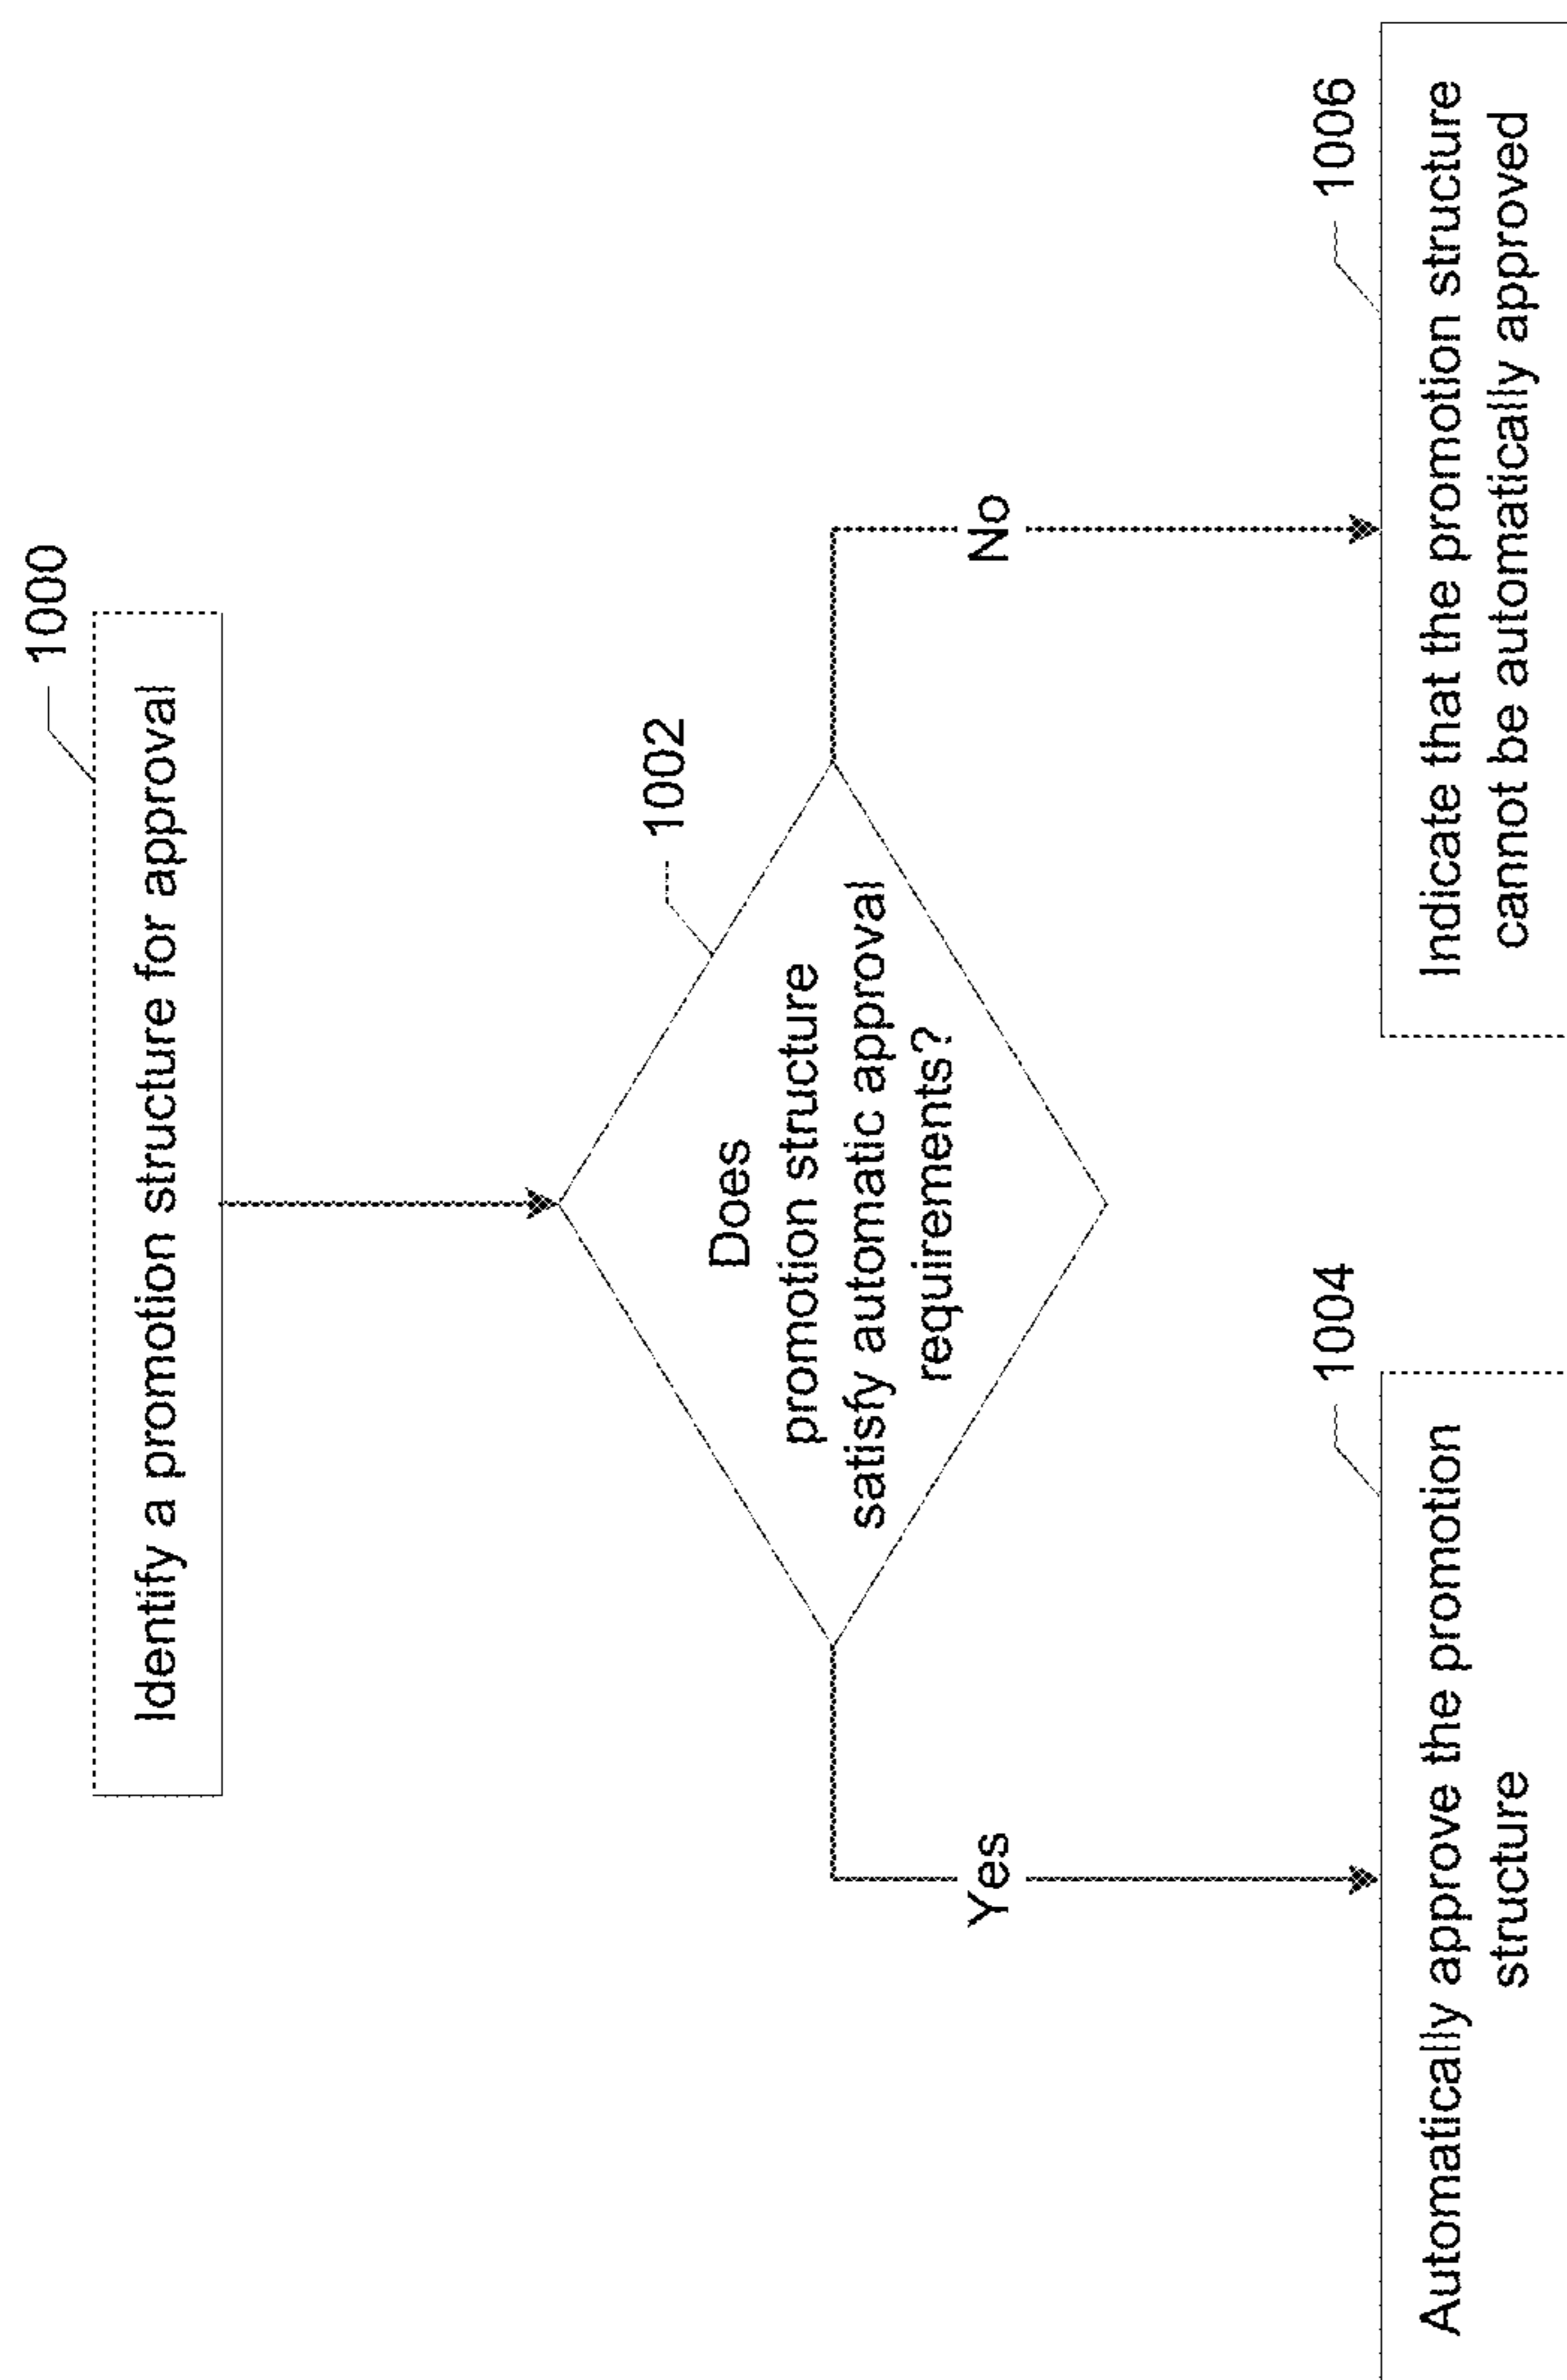 1000
Identify a promotion structure for approval
1002
Does
promotion structure
satisfy automatic approval
requirements?
Yes
No
1004
Automatically approve the promotion
structure
1006
Indicate that the promotion structure
cannot be automatically approved